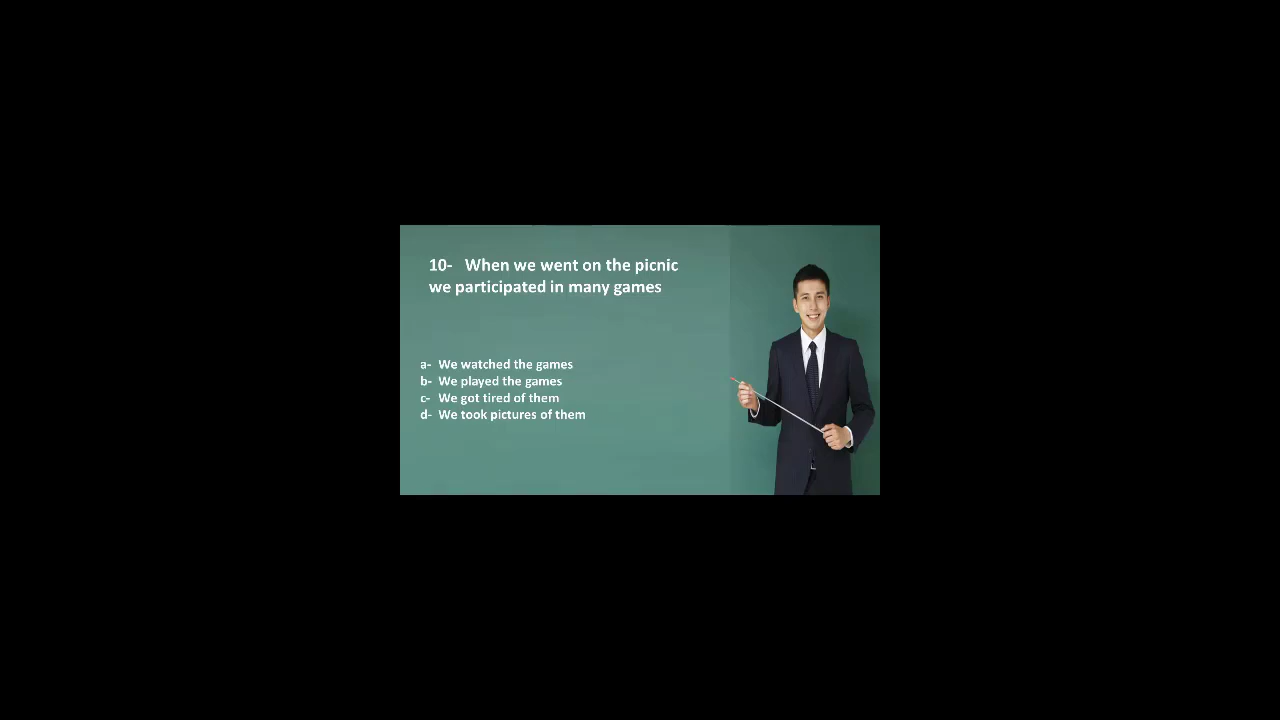 10- When we went on the picnic
we participated in many games
a- We watched the games
b- We played the games
c- We got tired of them
d- We took pictures of them